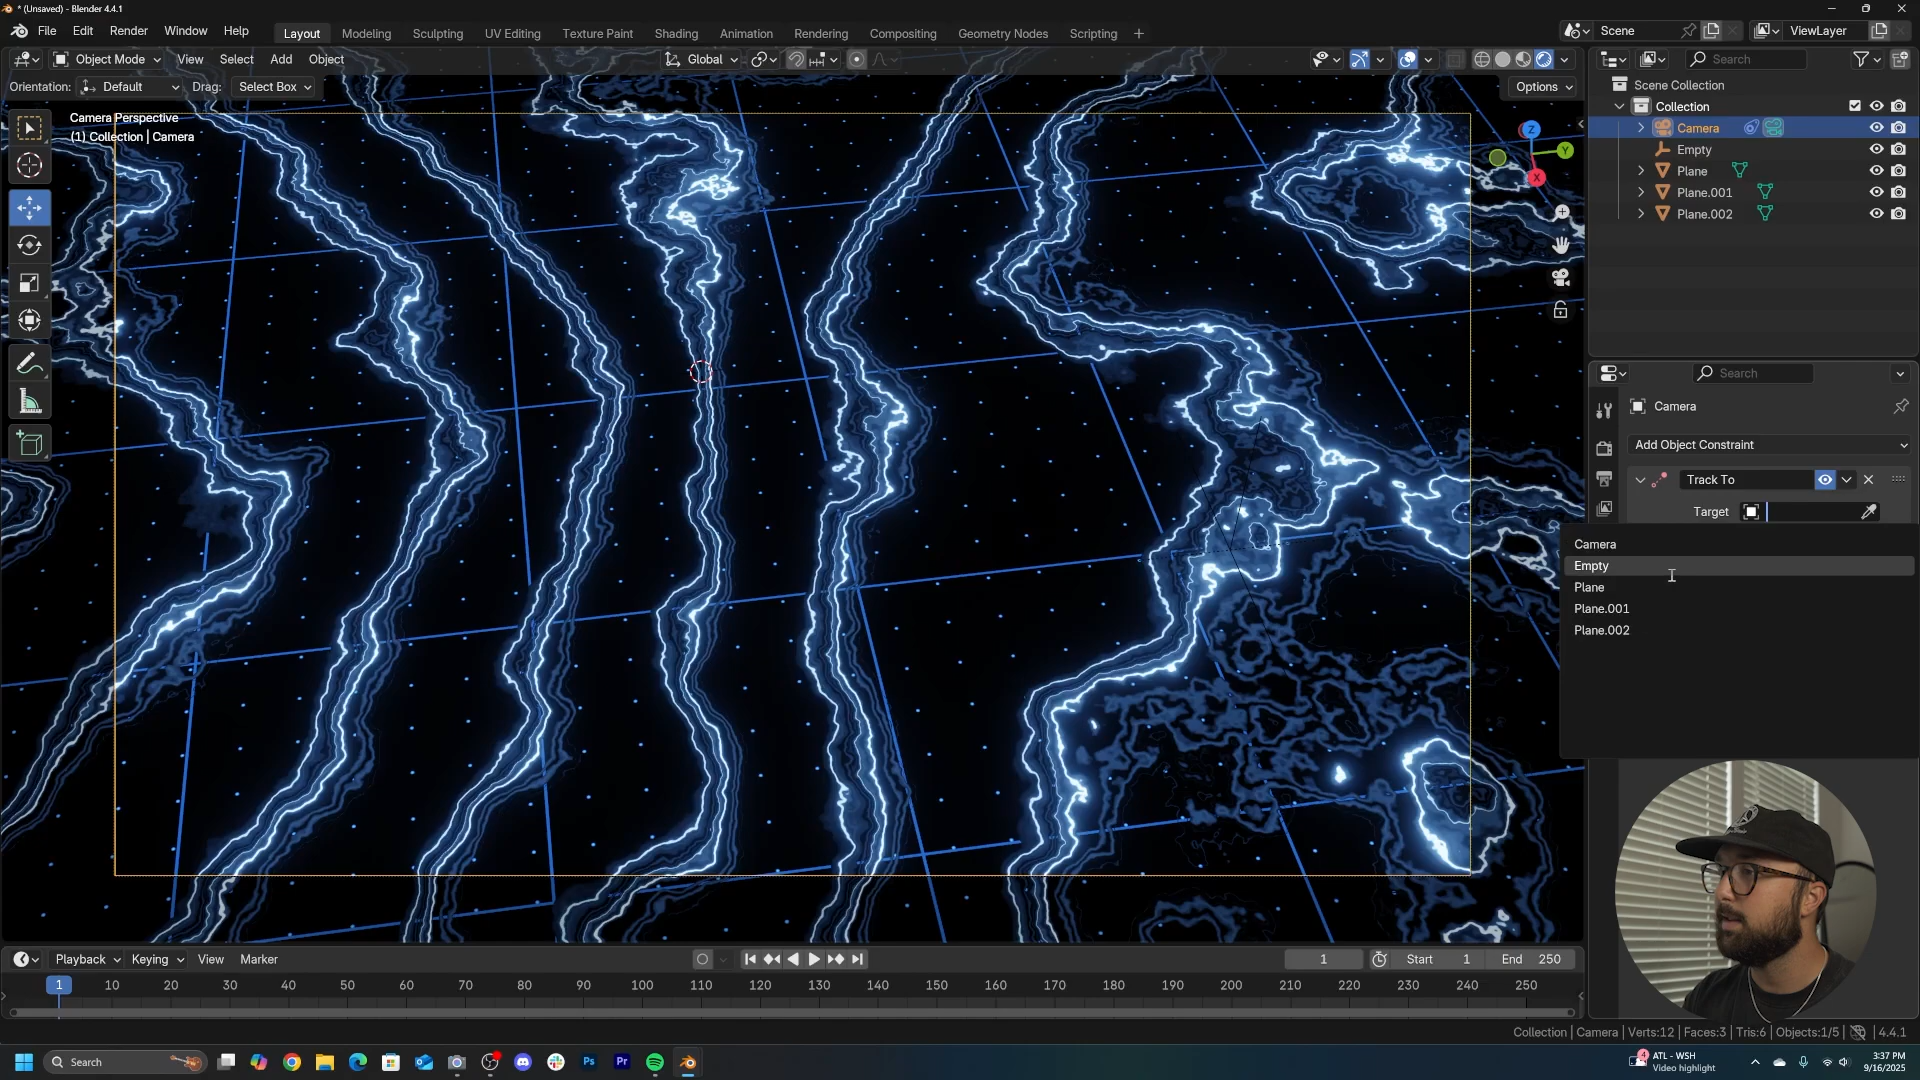 * (Unsaved) - Blender 4.4.1
File Edit Render Window Help
Layout Modeling Sculpting UV Editing Texture Paint Shading Animation Rendering Compositing Geometry Nodes Scripting +
Scene ViewLayer
Object Mode View Select Add Object
Global
Search
Orientation: Default Drag: Select Box
Options
Scene Collection
Collection
Camera
Empty
Plane
Plane.001
Plane.002
Camera Perspective
(1) Collection | Camera
Z
Y
X
Search
Camera
Add Object Constraint
Track To
Target
Camera
Empty
Plane
Plane.001
Plane.002
Playback Keying View Marker
1 Start 1 End 250
1 10 20 30 40 50 60 70 80 90 100 110 120 130 140 150 160 170 180 190 200 210 220 230 240 250
Collection | Camera | Verts:12 | Faces:3 | Tris:6 | Objects:1/5 | 4.4.1
Search
Ps
Pr
4
ATL - WSH
Video highlight
3:37 PM
9/16/2025